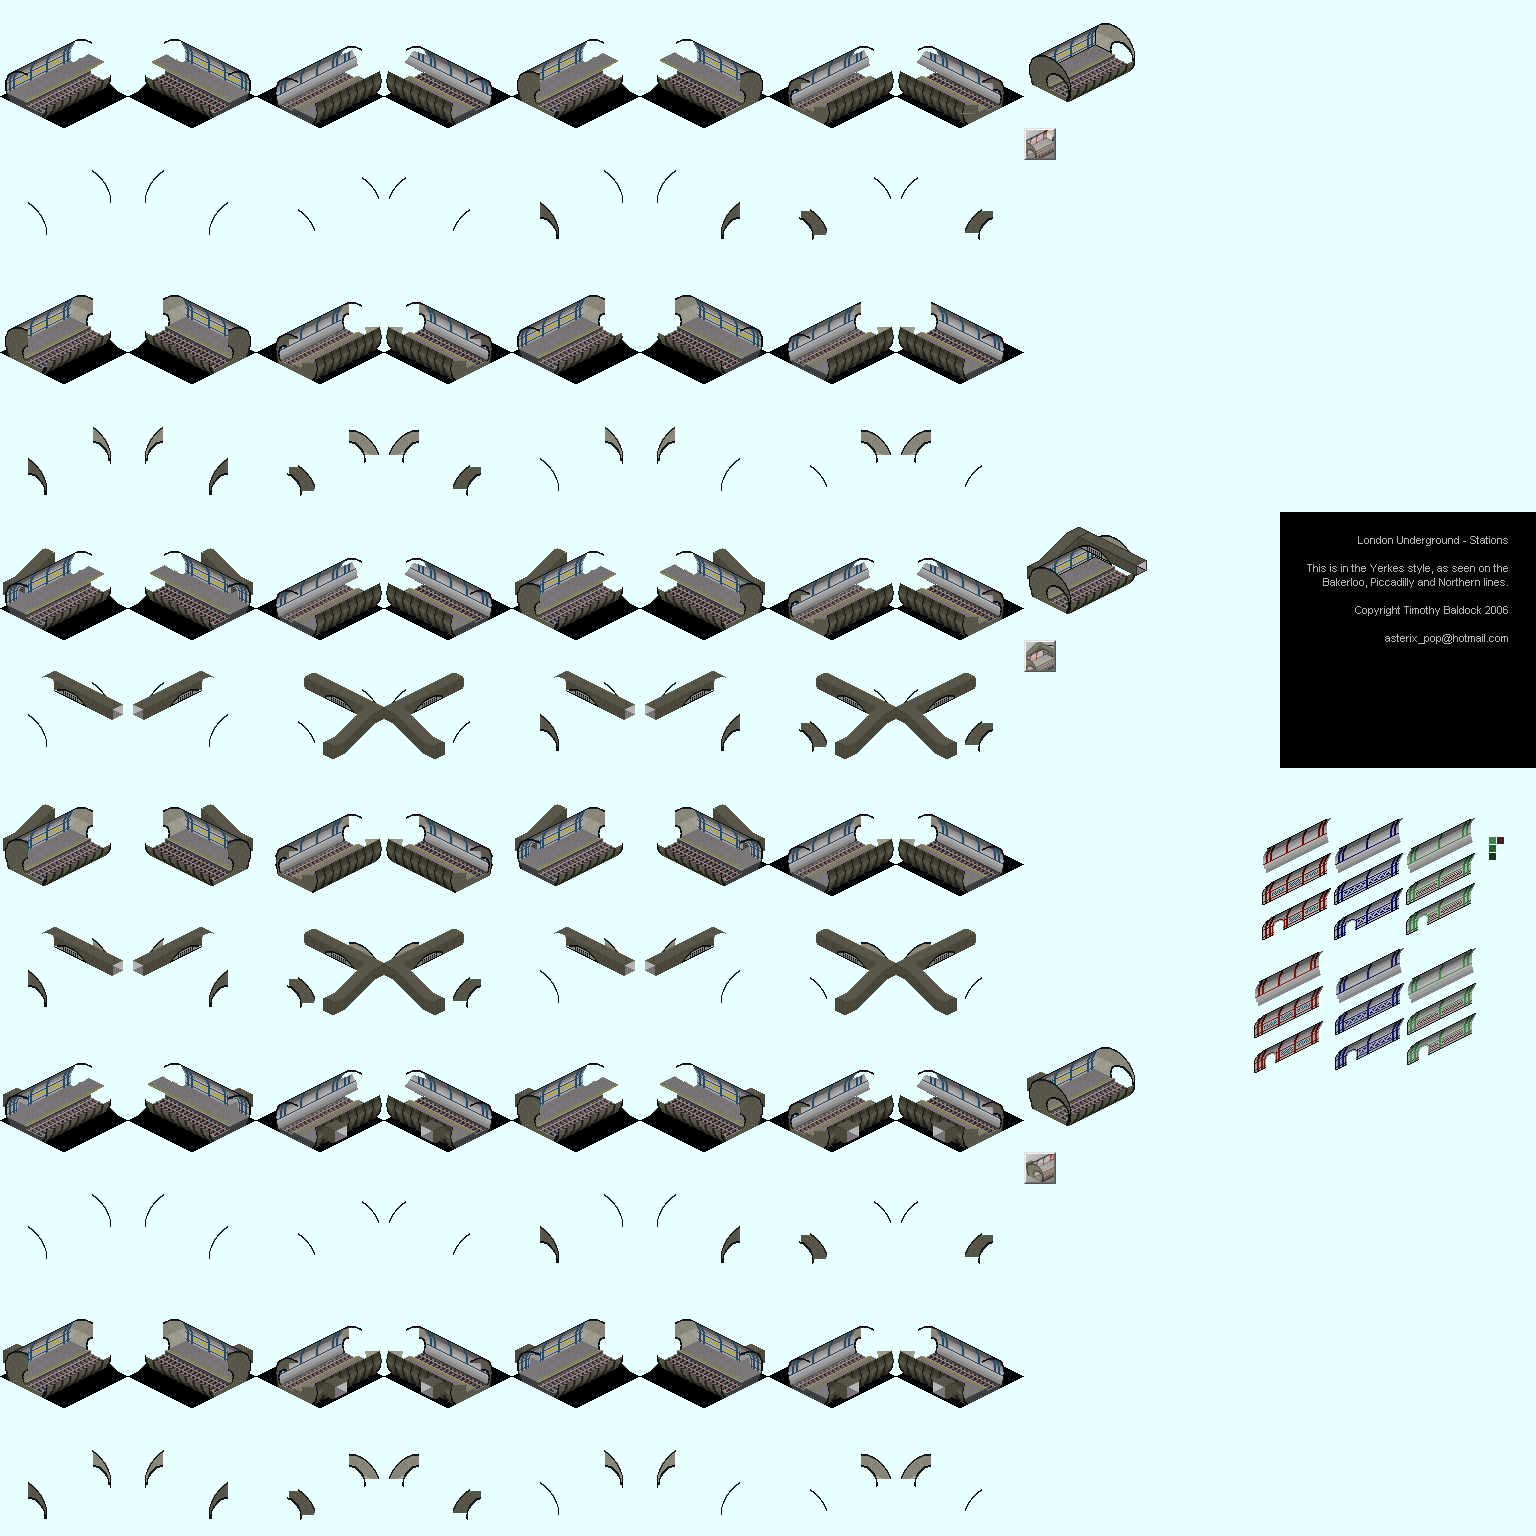 London Underground - Stations
This is in the Yerkes style, as seen on the
Bakerloo, Piccadilly and Northern lines.
Copyright Timothy Baldock 2006
asterix_pop@hotmail.com